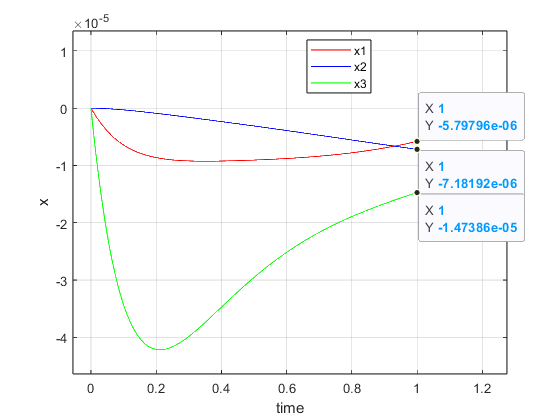 ×10^-5
1
0
-1
-2
-3
-4
x
0
0.2
0.4
0.6
0.8
1
1.2
time
x1
x2
x3
X 1
Y -5.79796e-06
X 1
Y -7.18192e-06
X 1
Y -1.47386e-05